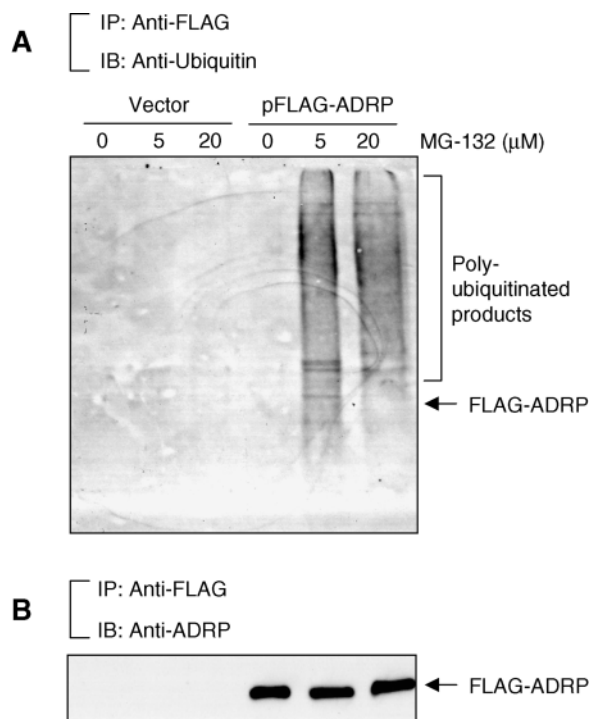 A
IP: Anti-FLAG
IB: Anti-Ubiquitin
Vector pFLAG-ADRP
0 5 20 0 5 20 MG-132 (μM)
Poly-
ubiquitinated
products
FLAG-ADRP
B
IP: Anti-FLAG
IB: Anti-ADRP
FLAG-ADRP